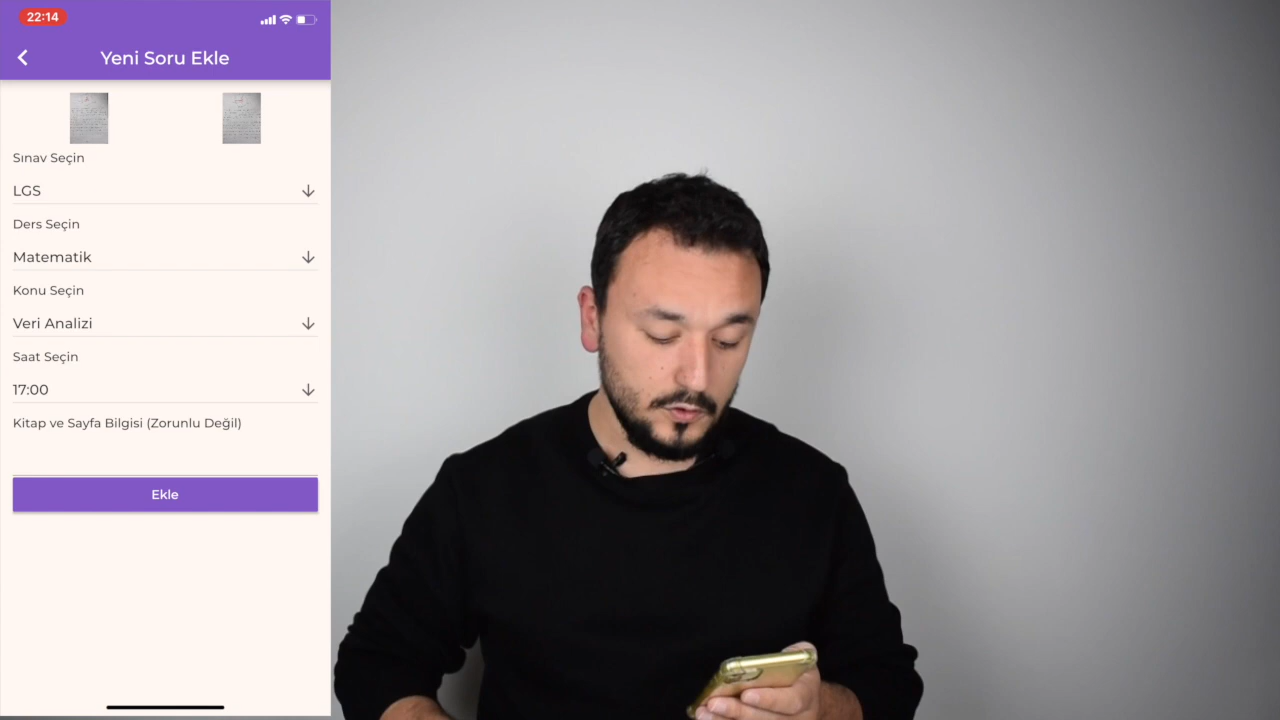 22:14
Yeni Soru Ekle
Sınav Seçin
LGS
Ders Seçin
Matematik
Konu Seçin
Veri Analizi
Saat Seçin
17:00
Kitap ve Sayfa Bilgisi (Zorunlu Değil)
Ekle